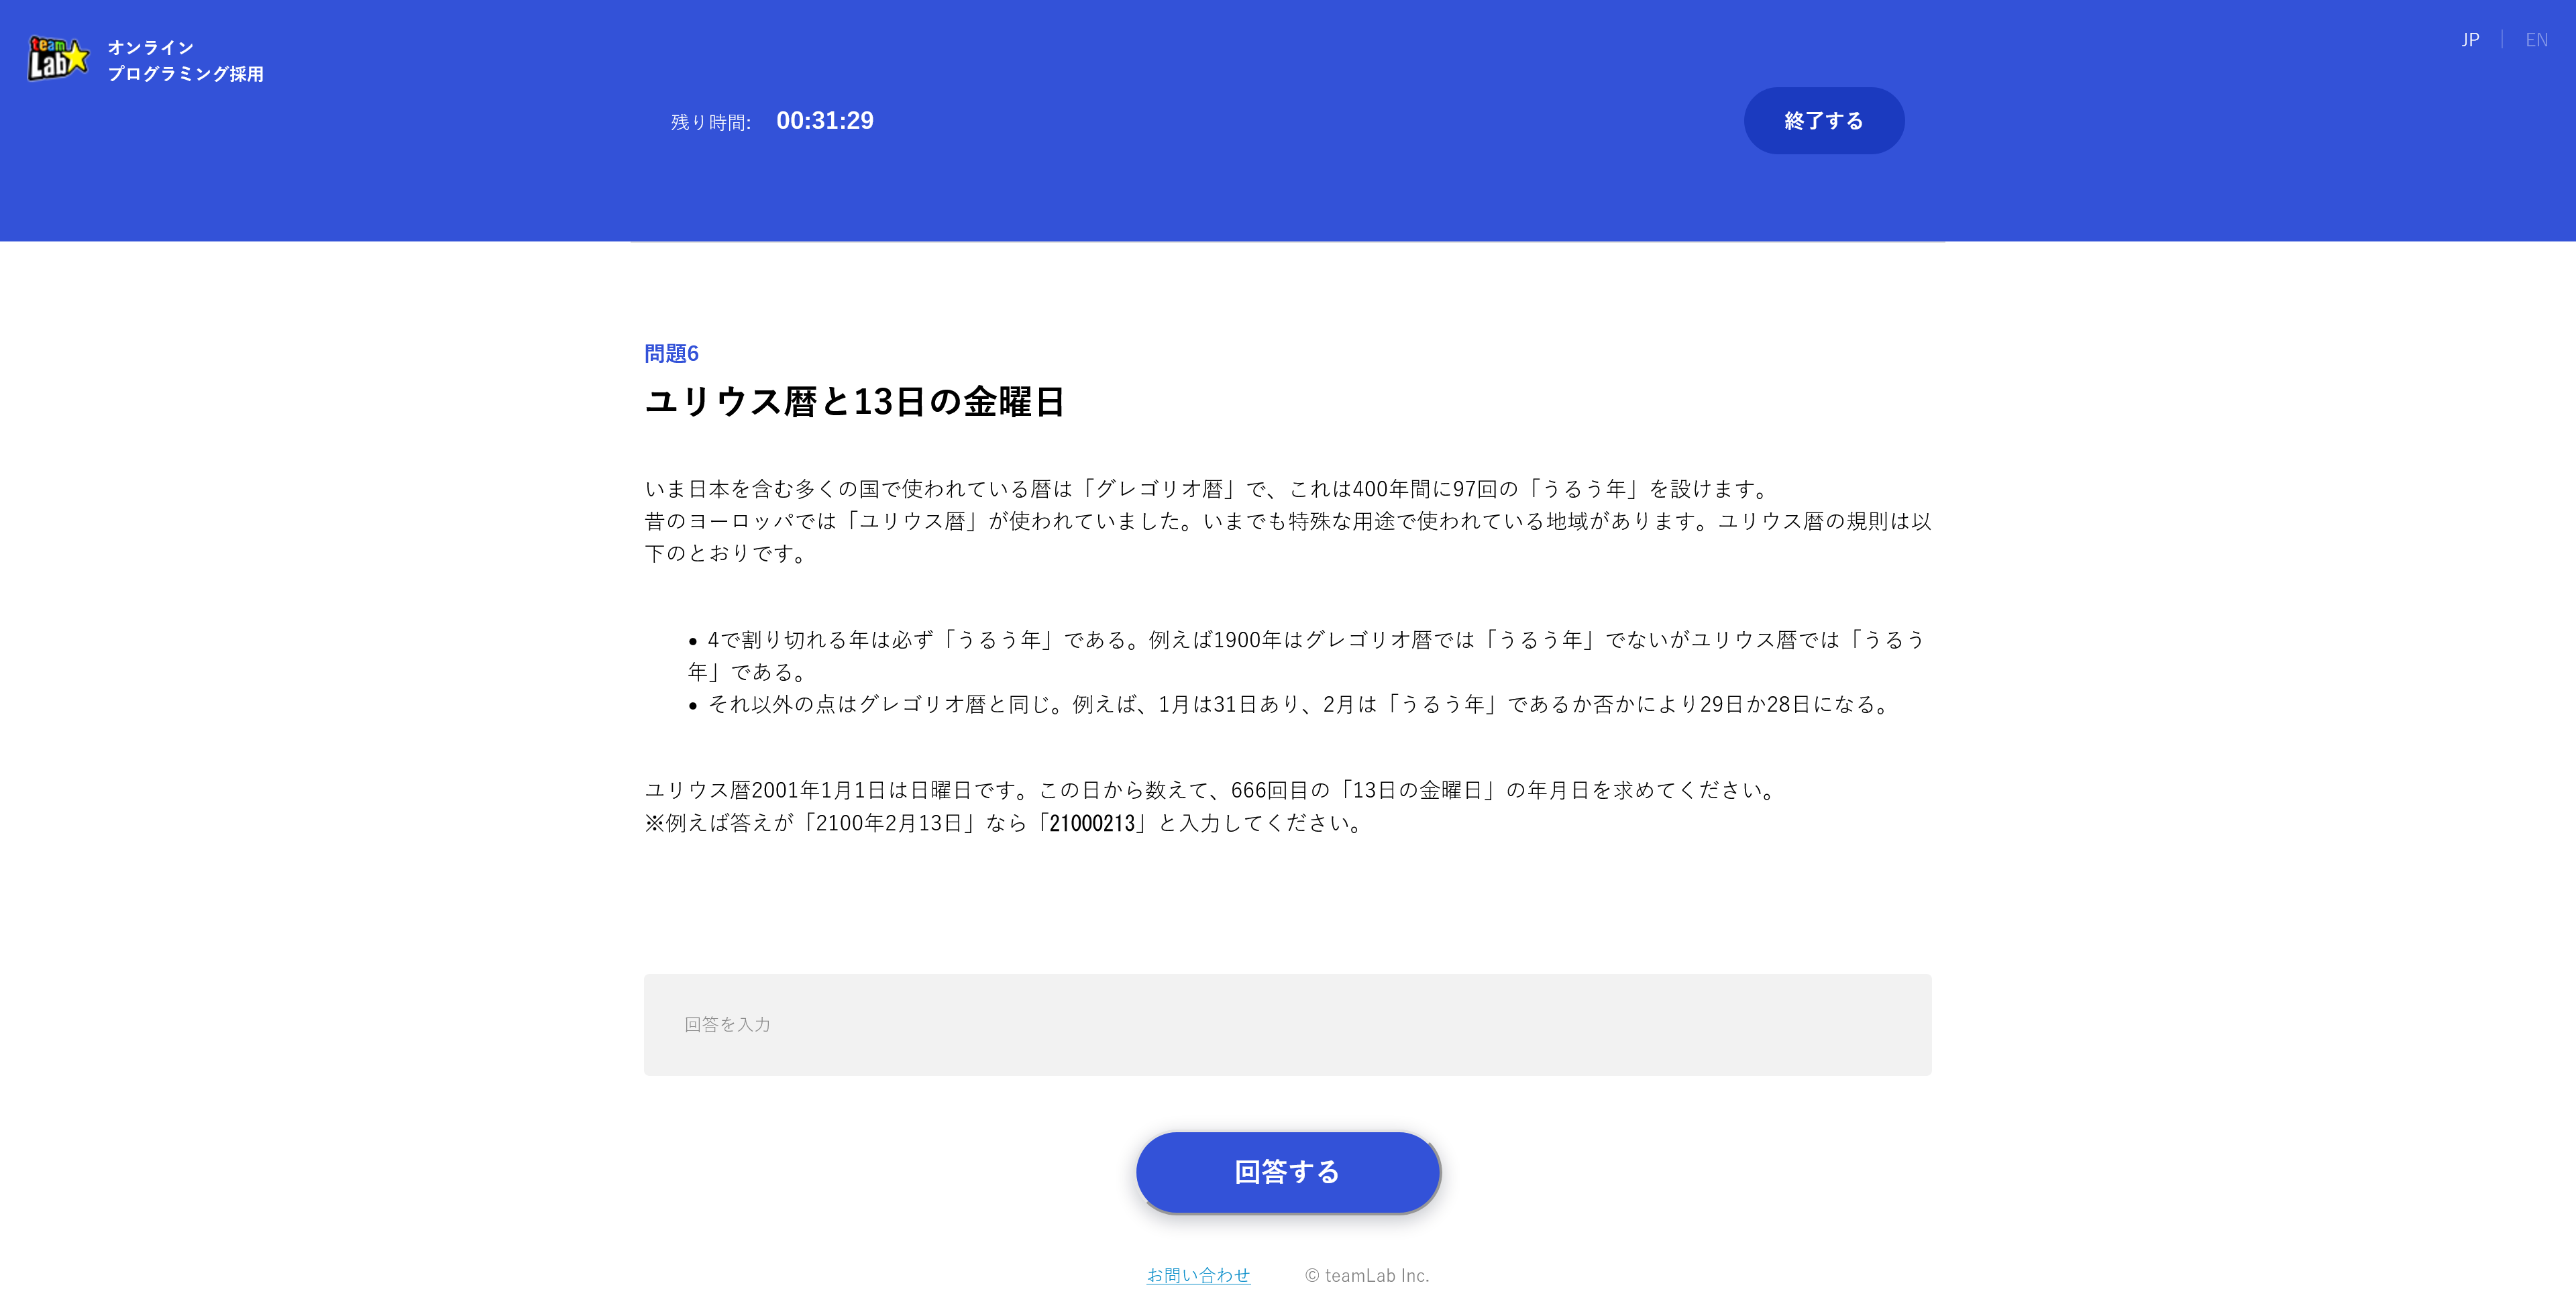 team
Lab
オンライン
プログラミング採用
JP
EN
残り時間:
00:31:29
終了する
問題6
ユリウス暦と13日の金曜日
いま日本を含む多くの国で使われている暦は「グレゴリオ暦」で、これは400年間に97回の「うるう年」を設けます。
昔のヨーロッパでは「ユリウス暦」が使われていました。いまでも特殊な用途で使われている地域があります。ユリウス暦の規則は以
下のとおりです。
● 4で割り切れる年は必ず「うるう年」である。例えば1900年はグレゴリオ暦では「うるう年」でないがユリウス暦では「うるう
年」である。
● それ以外の点はグレゴリオ暦と同じ。例えば、1月は31日あり、2月は「うるう年」であるか否かにより29日か28日になる。
ユリウス暦2001年1月1日は日曜日です。この日から数えて、666回目の「13日の金曜日」の年月日を求めてください。
※例えば答えが「2100年2月13日」なら「21000213」と入力してください。
回答を入力
回答する
お問い合わせ
© teamLab Inc.